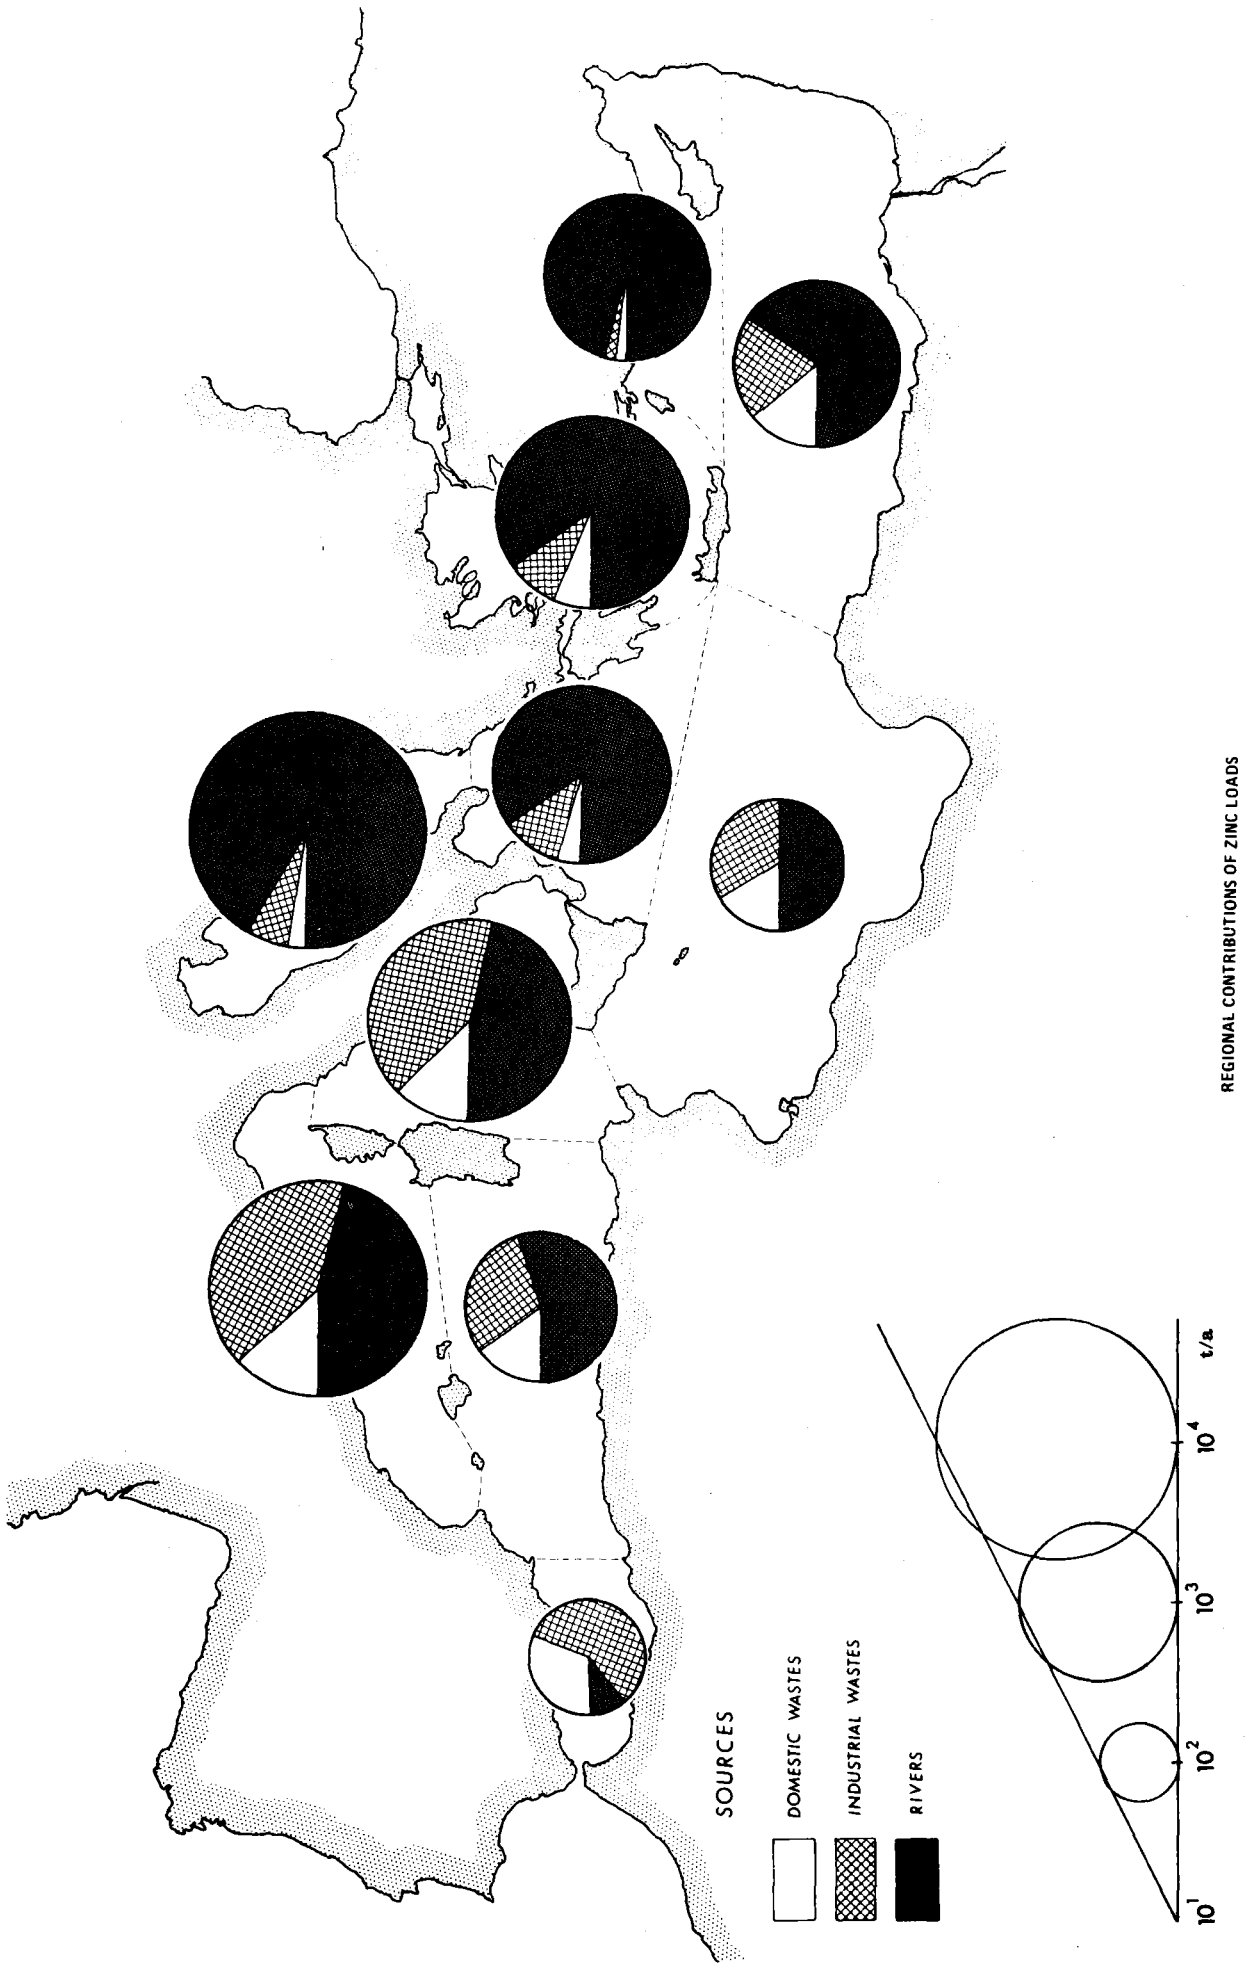 SOURCES
DOMESTIC WASTES
INDUSTRIAL WASTES
RIVERS
10¹ 10² 10³ 10⁴ t/a
REGIONAL CONTRIBUTIONS OF ZINC LOADS